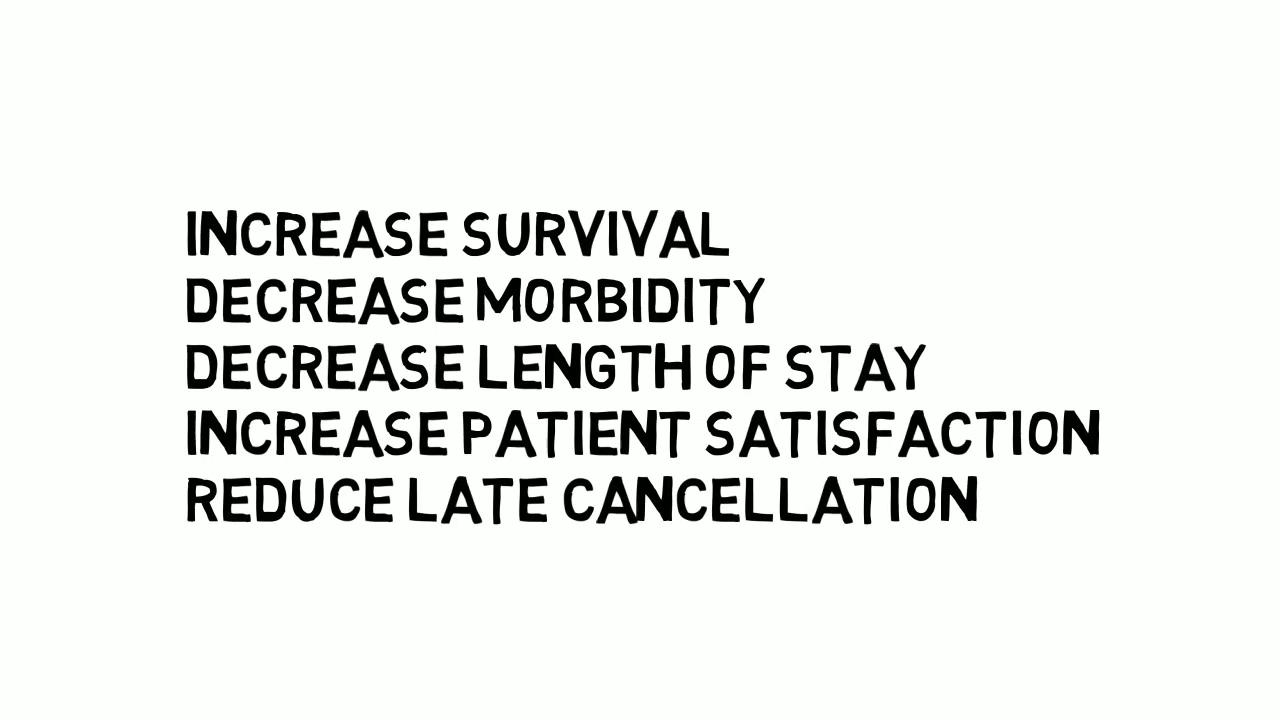 INCREASE SURVIVAL
DECREASE MORBIDITY
DECREASE LENGTH OF STAY
INCREASE PATIENT SATISFACTION
REDUCE LATE CANCELLATION